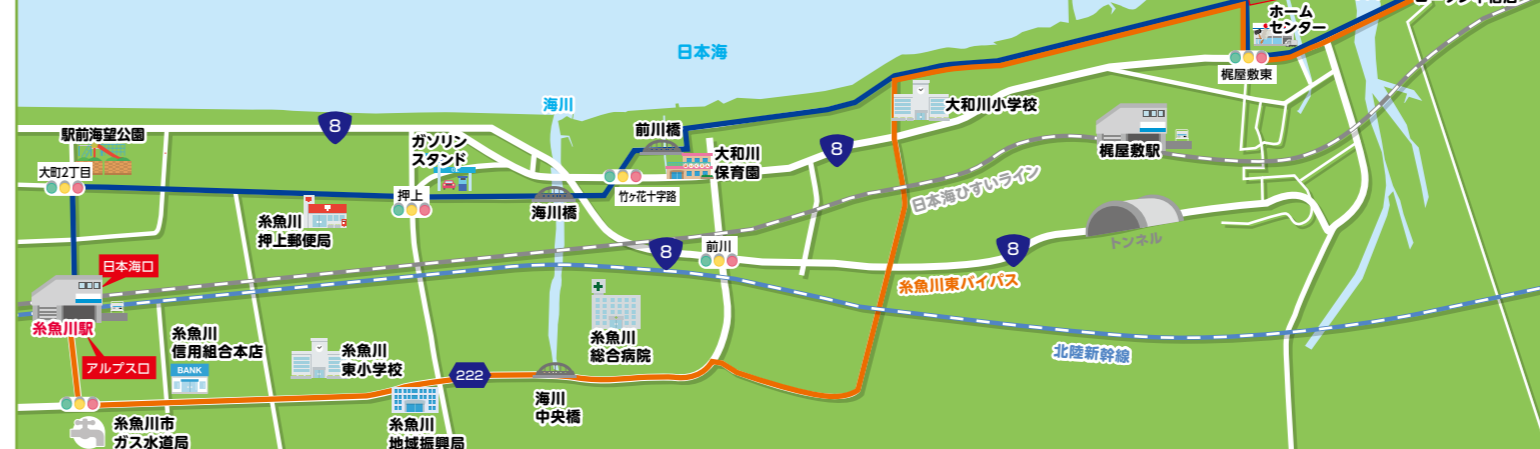 ホーム
センター
日本海
梶屋敷東
海川
大和川小学校
8
駅前海望公園
ガソリン
スタンド
前川橋
8
梶屋敷駅
大町2丁目
大和川
保育園
押上
竹ヶ花十字路
日本海ひすいライン
糸魚川
押上郵便局
海川橋
トンネル
8
前川
8
日本海口
糸魚川東バイパス
糸魚川駅
糸魚川
信用組合本店
BANK
糸魚川
総合病院
北陸新幹線
アルプス口
糸魚川
東小学校
222
海川
中央橋
糸魚川市
ガス水道局
糸魚川
地域振興局